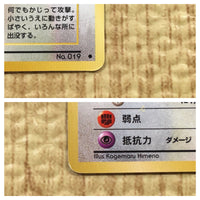 何でもかじって攻撃。
小さいうえに動きがす
ばやく、いろんな所に
出没する。
No. 019 ●
弱点
抵抗力 ダメージ
Illus. Kagemaru Himeno